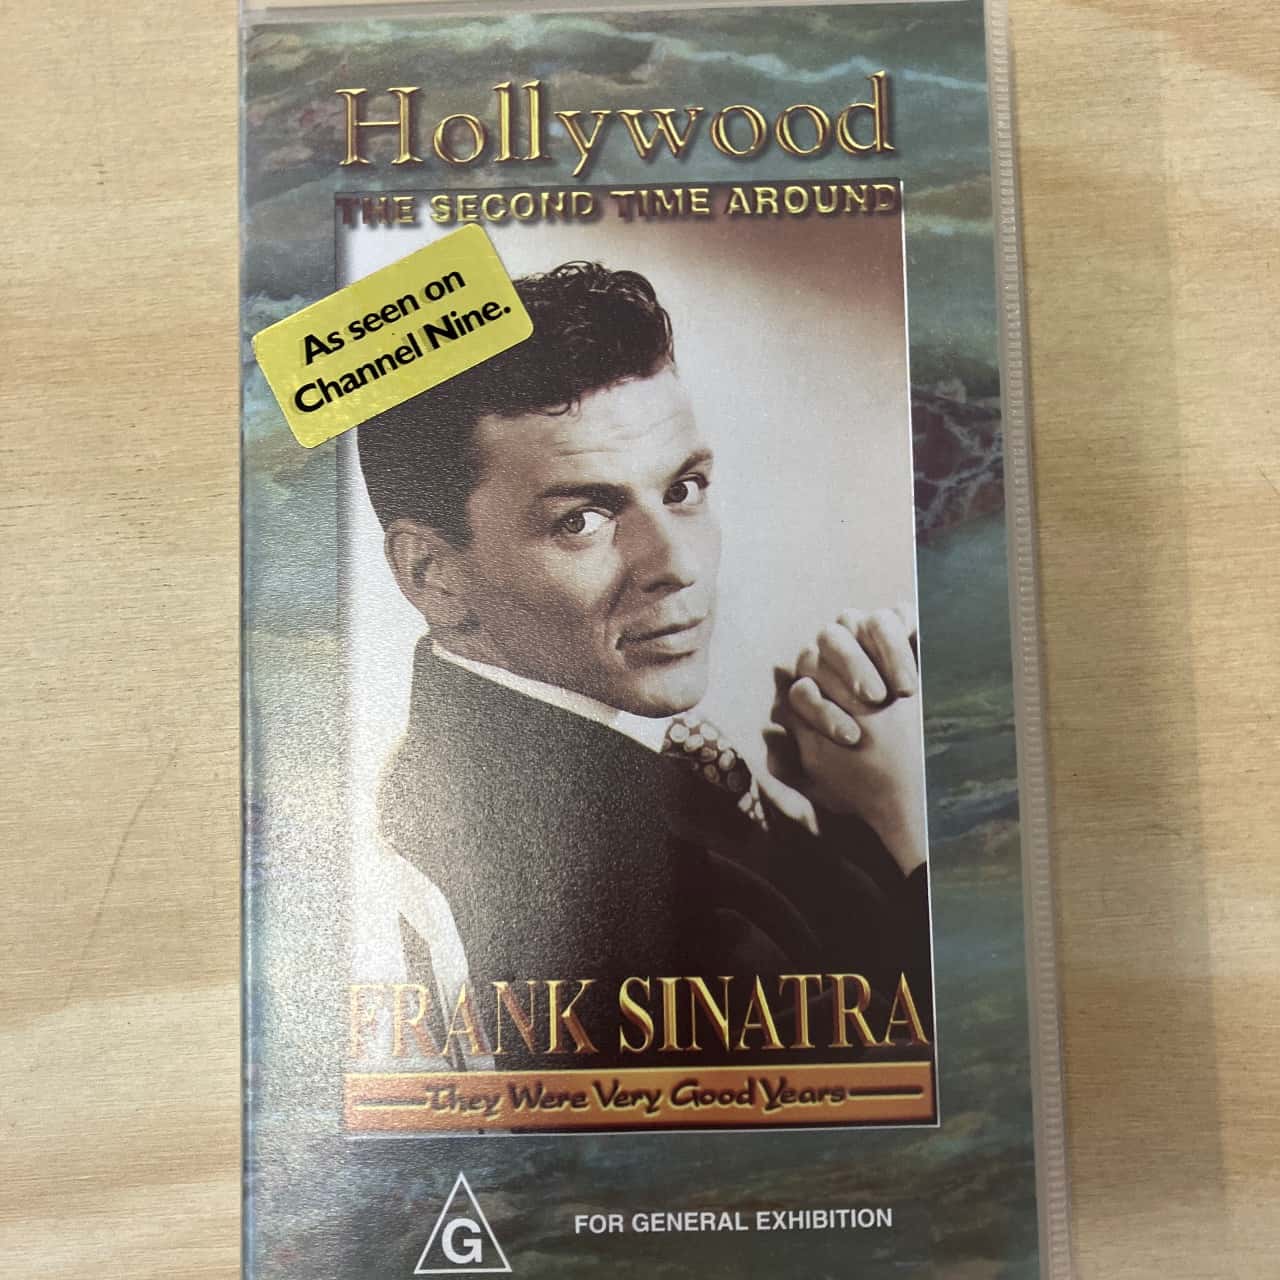 Hollywood
THE SECOND TIME AROUND
As seen on
Channel Nine.
FRANK SINATRA
They Were Very Good Years
G
FOR GENERAL EXHIBITION